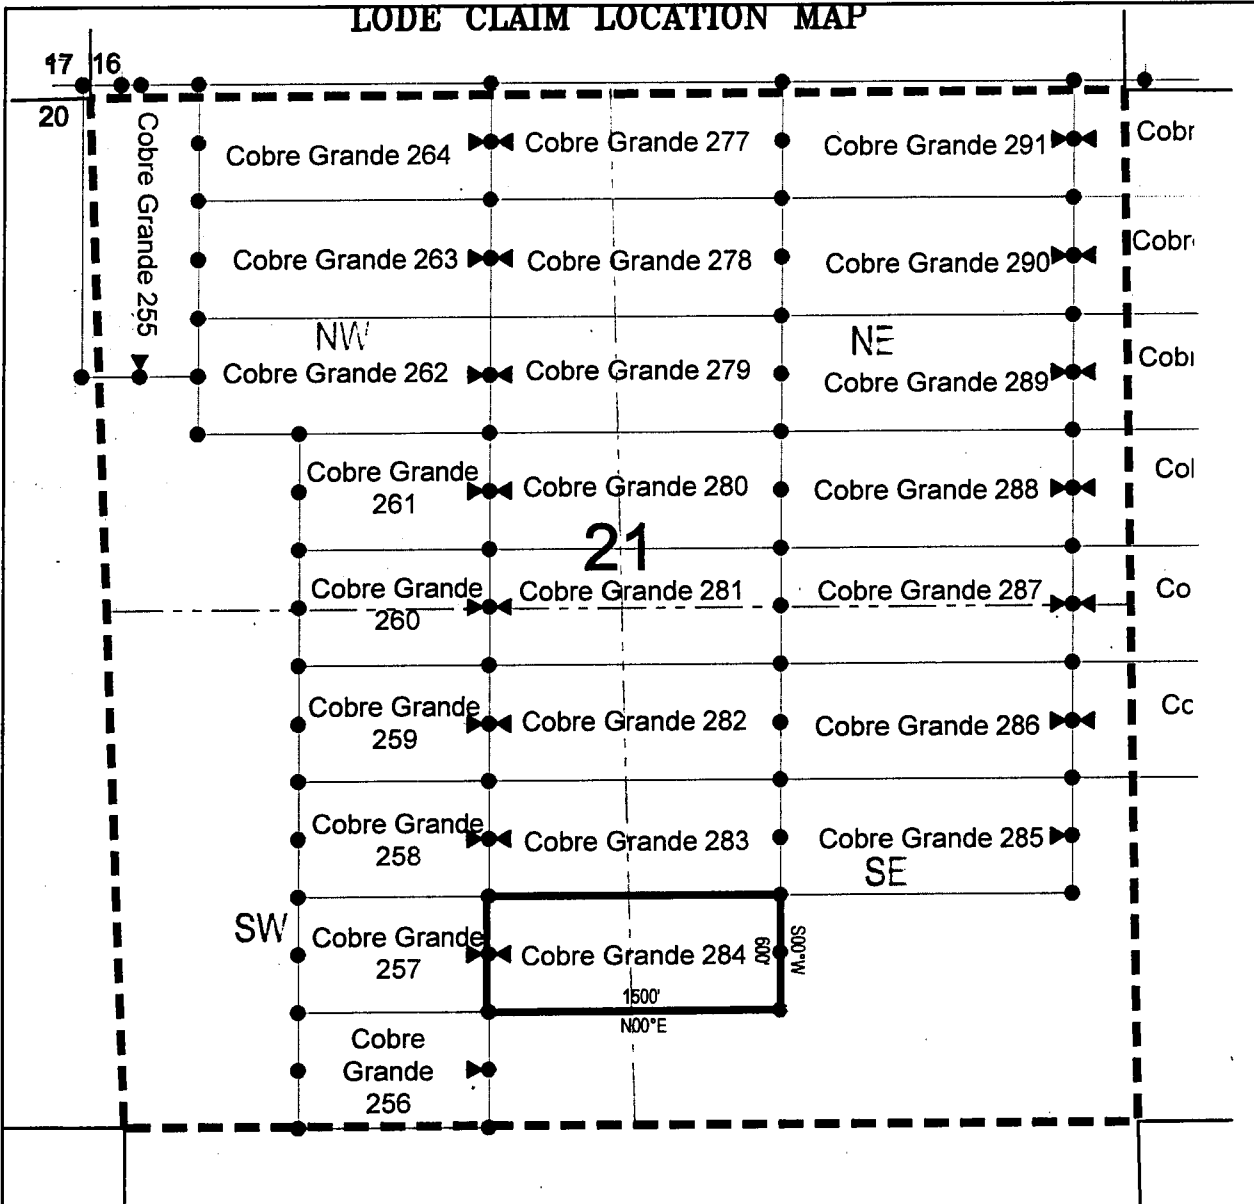 LODE CLAIM LOCATION MAP
17 16
20
Cobre Grande 255
Cobre Grande 264
Cobre Grande 277
Cobre Grande 291
Cobr
Cobre Grande 263
Cobre Grande 278
Cobre Grande 290
Cobr
NW
NE
Cobre Grande 262
Cobre Grande 279
Cobre Grande 289
Cobr
Cobre Grande
261
Cobre Grande 280
Cobre Grande 288
Col
21
Cobre Grande
260
Cobre Grande 281
Cobre Grande 287
Co
Cobre Grande
259
Cobre Grande 282
Cobre Grande 286
Co
Cobre Grande
258
Cobre Grande 283
Cobre Grande 285
SE
SW
Cobre Grande
257
Cobre Grande 284
600'
S00°W
1500'
N00°E
Cobre
Grande
256